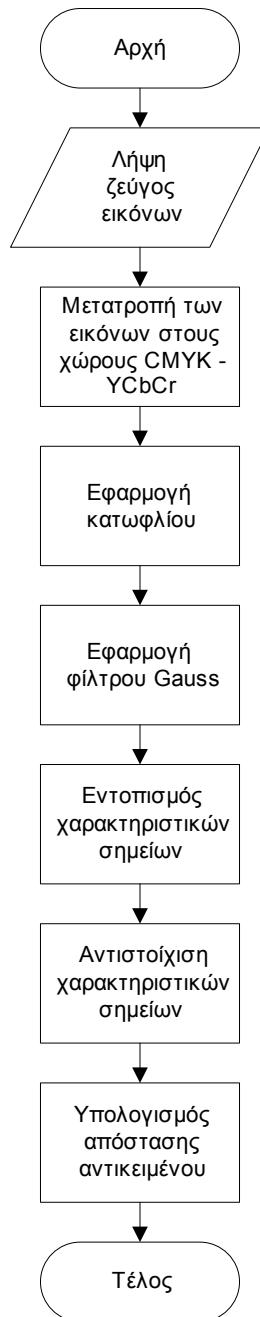 Αρχή
Λήψη
ζεύγος
εικόνων
Μετατροπή των
εικόνων στους
χώρους CMYK -
YCbCr
Εφαρμογή
κατωφλίου
Εφαρμογή
φίλτρου Gauss
Εντοπισμός
χαρακτηριστικών
σημείων
Αντιστοίχιση
χαρακτηριστικών
σημείων
Υπολογισμός
απόστασης
αντικειμένου
Τέλος